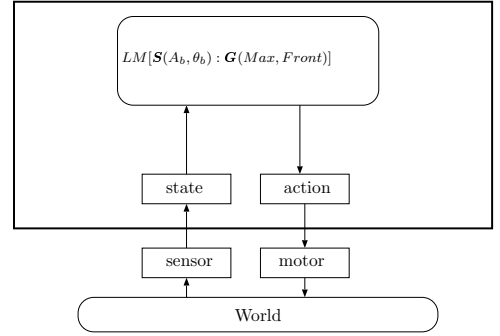 LM[S(A_b, θ_b) : G(Max, Front)]
state action
sensor motor
World